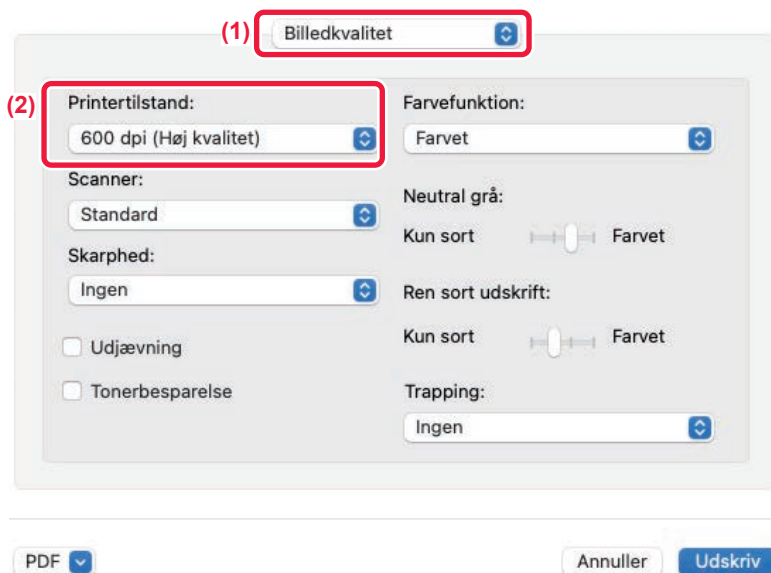 (1)
Billedkvalitet
(2)
Printertilstand:
600 dpi (Høj kvalitet)
Scanner:
Standard
Skarphed:
Ingen
Udjævning
Tonerbesparelse
Farvefunktion:
Farvet
Neutral grå:
Kun sort Farvet
Ren sort udskrift:
Kun sort Farvet
Trapping:
Ingen
PDF Annuller Udskriv